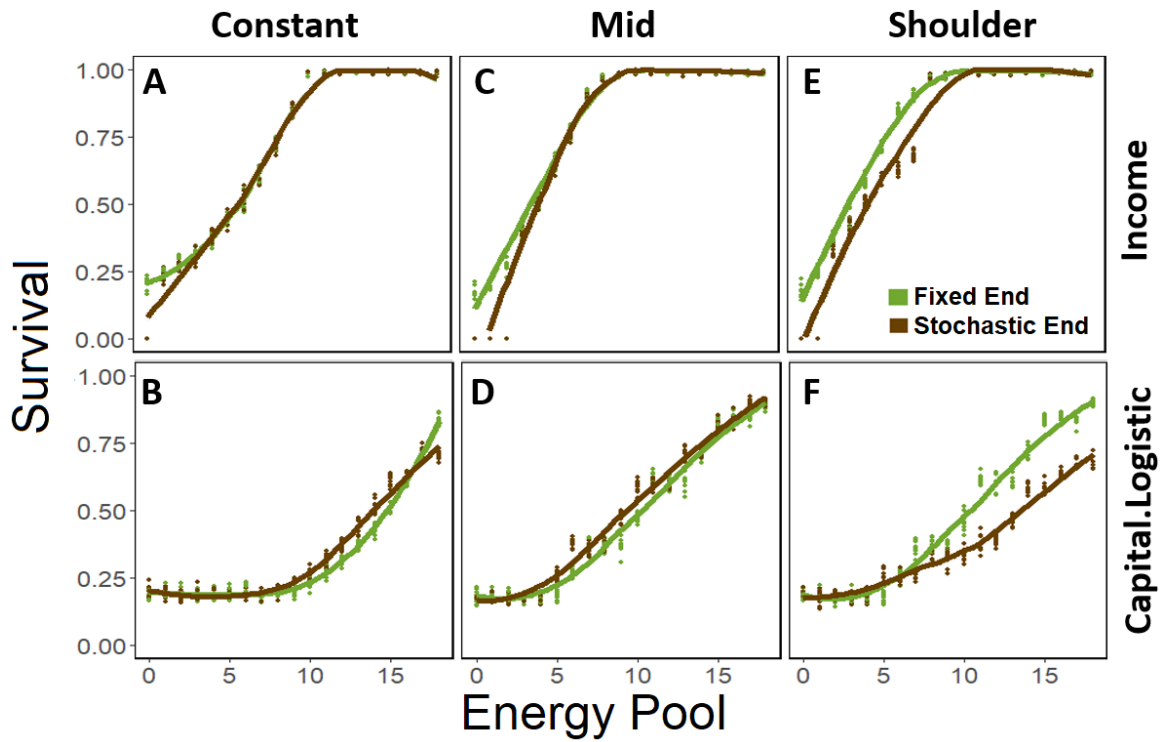 Constant Mid Shoulder
A C E
1.00
0.75
0.50
0.25
0.00
Income
Fixed End
Stochastic End
Survival
B D F
1.00
0.75
0.50
0.25
0.00
Capital.Logistic
0 5 10 15 0 5 10 15 0 5 10 15
Energy Pool